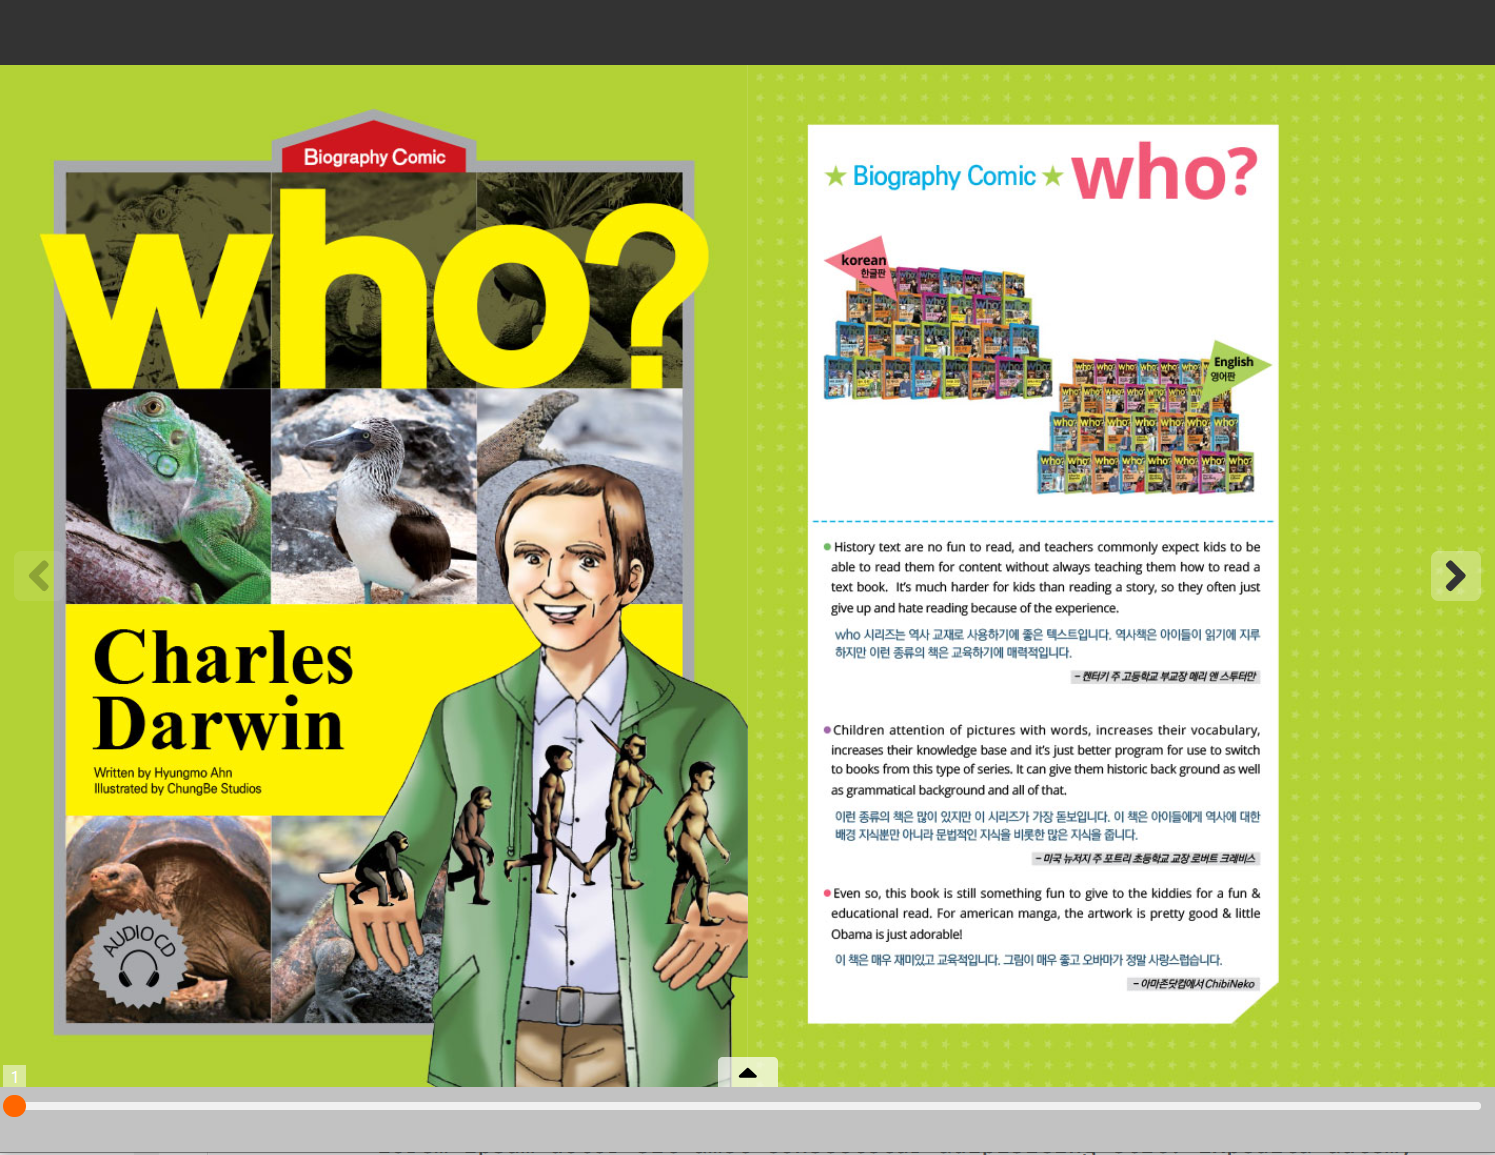 Biography Comic
who?
Charles
Darwin
Written by Hyungmo Ahn
Illustrated by ChungBe Studios
AUDIO CD
1
Biography Comic who?
korean
한글판
English
영어판
History text are no fun to read, and teachers commonly expect kids to be
able to read them for content without always teaching them how to read a
text book. It's much harder for kids than reading a story, so they often just
give up and hate reading because of the experience.
who 시리즈는 역사 교재로 사용하기에 좋은 텍스트입니다. 역사책은 아이들이 읽기에 지루
하지만 이런 종류의 책은 교육하기에 매력적입니다.
- 켄터키 주 고등학교 부교장 메리 앤 스투터만
Children attention of pictures with words, increases their vocabulary,
increases their knowledge base and it's just better program for use to switch
to books from this type of series. It can give them historic back ground as well
as grammatical background and all of that.
이런 종류의 책은 많이 있지만 이 시리즈가 가장 돋보입니다. 이 책은 아이들에게 역사에 대한
배경 지식뿐만 아니라 문법적인 지식을 비롯한 많은 지식을 줍니다.
- 미국 뉴저지 주 포트리 초등학교 교장 로버트 크레비스
Even so, this book is still something fun to give to the kiddies for a fun &
educational read. For american manga, the artwork is pretty good & little
Obama is just adorable!
이 책은 매우 재미있고 교육적입니다. 그림이 매우 좋고 오바마가 정말 사랑스럽습니다.
- 아마존닷컴에서 ChibiNeko